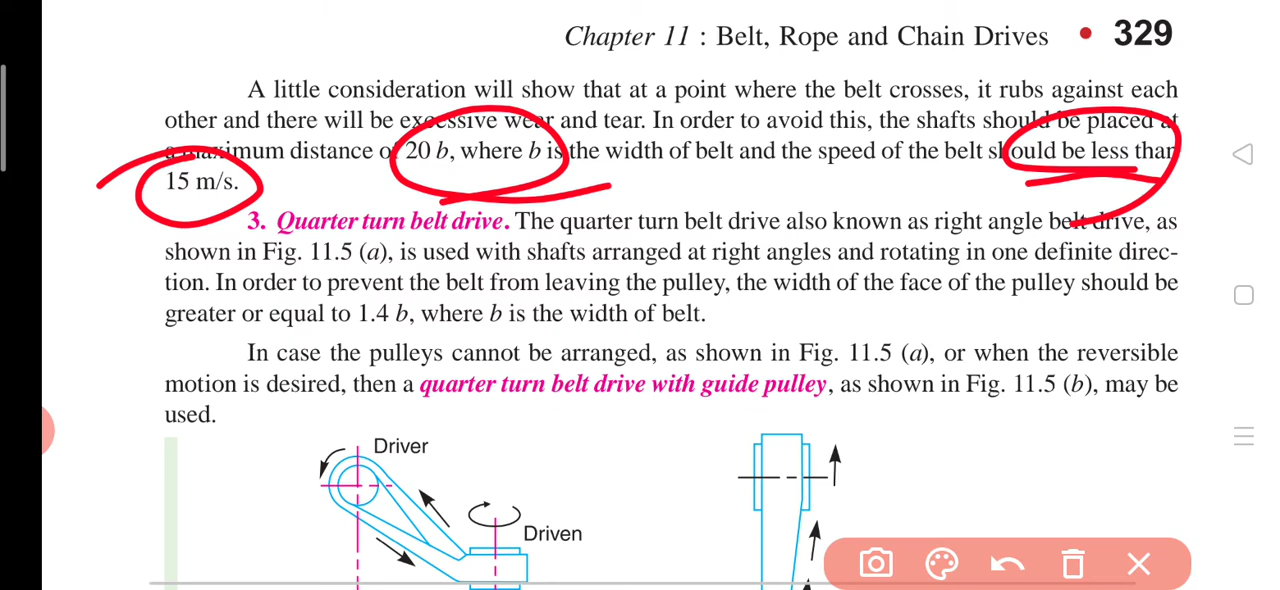 Chapter 11 : Belt, Rope and Chain Drives • 329
A little consideration will show that at a point where the belt crosses, it rubs against each
other and there will be excessive wear and tear. In order to avoid this, the shafts should be placed at
a maximum distance of 20 b, where b is the width of belt and the speed of the belt should be less than
15 m/s.
3. Quarter turn belt drive. The quarter turn belt drive also known as right angle belt drive, as
shown in Fig. 11.5 (a), is used with shafts arranged at right angles and rotating in one definite direc-
tion. In order to prevent the belt from leaving the pulley, the width of the face of the pulley should be
greater or equal to 1.4 b, where b is the width of belt.
In case the pulleys cannot be arranged, as shown in Fig. 11.5 (a), or when the reversible
motion is desired, then a quarter turn belt drive with guide pulley, as shown in Fig. 11.5 (b), may be
used.
Driver
Driven